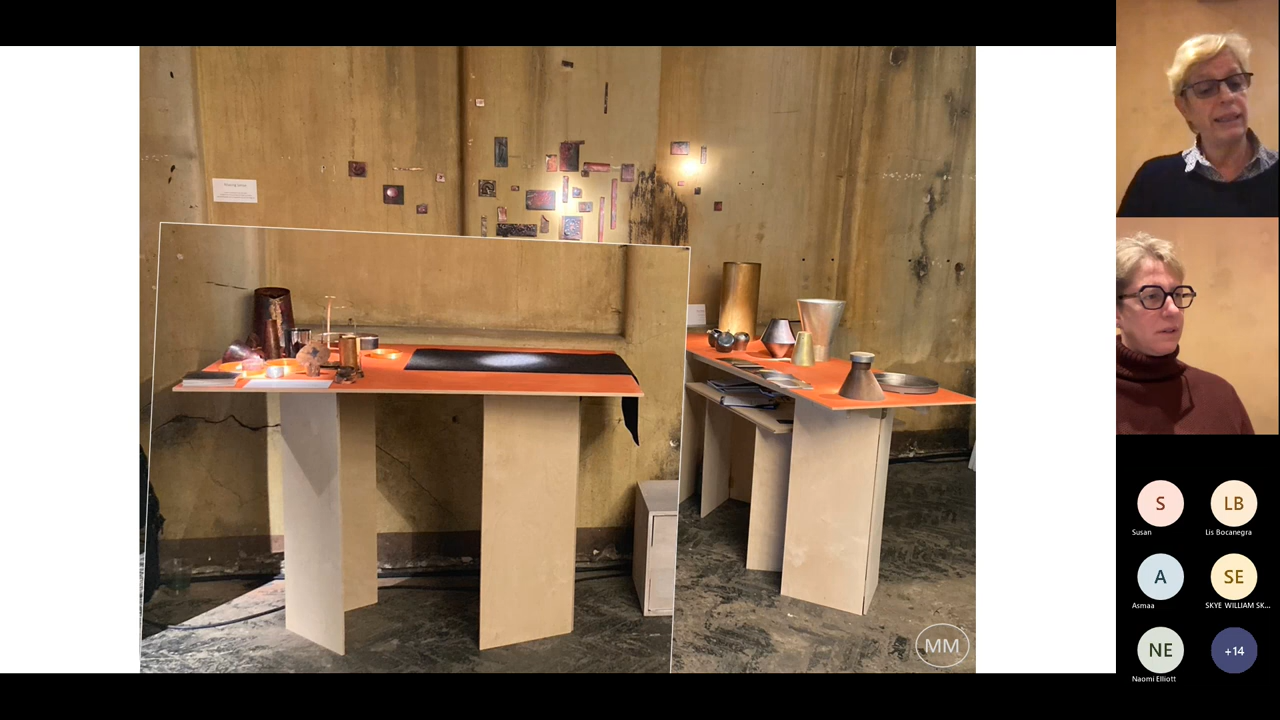 MM
S
LB
Susan
Lis Bocanegra
A
SE
Asmaa
SKYE WILLIAM SK...
NE
+14
Naomi Elliott